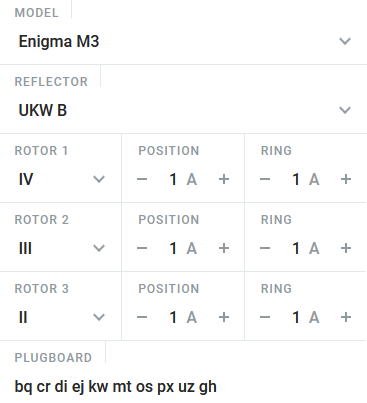 MODEL
Enigma M3
REFLECTOR
UKW B
ROTOR 1 POSITION RING
IV − 1 A + − 1 A +
ROTOR 2 POSITION RING
III − 1 A + − 1 A +
ROTOR 3 POSITION RING
II − 1 A + − 1 A +
PLUGBOARD
bq cr di ej kw mt os px uz gh